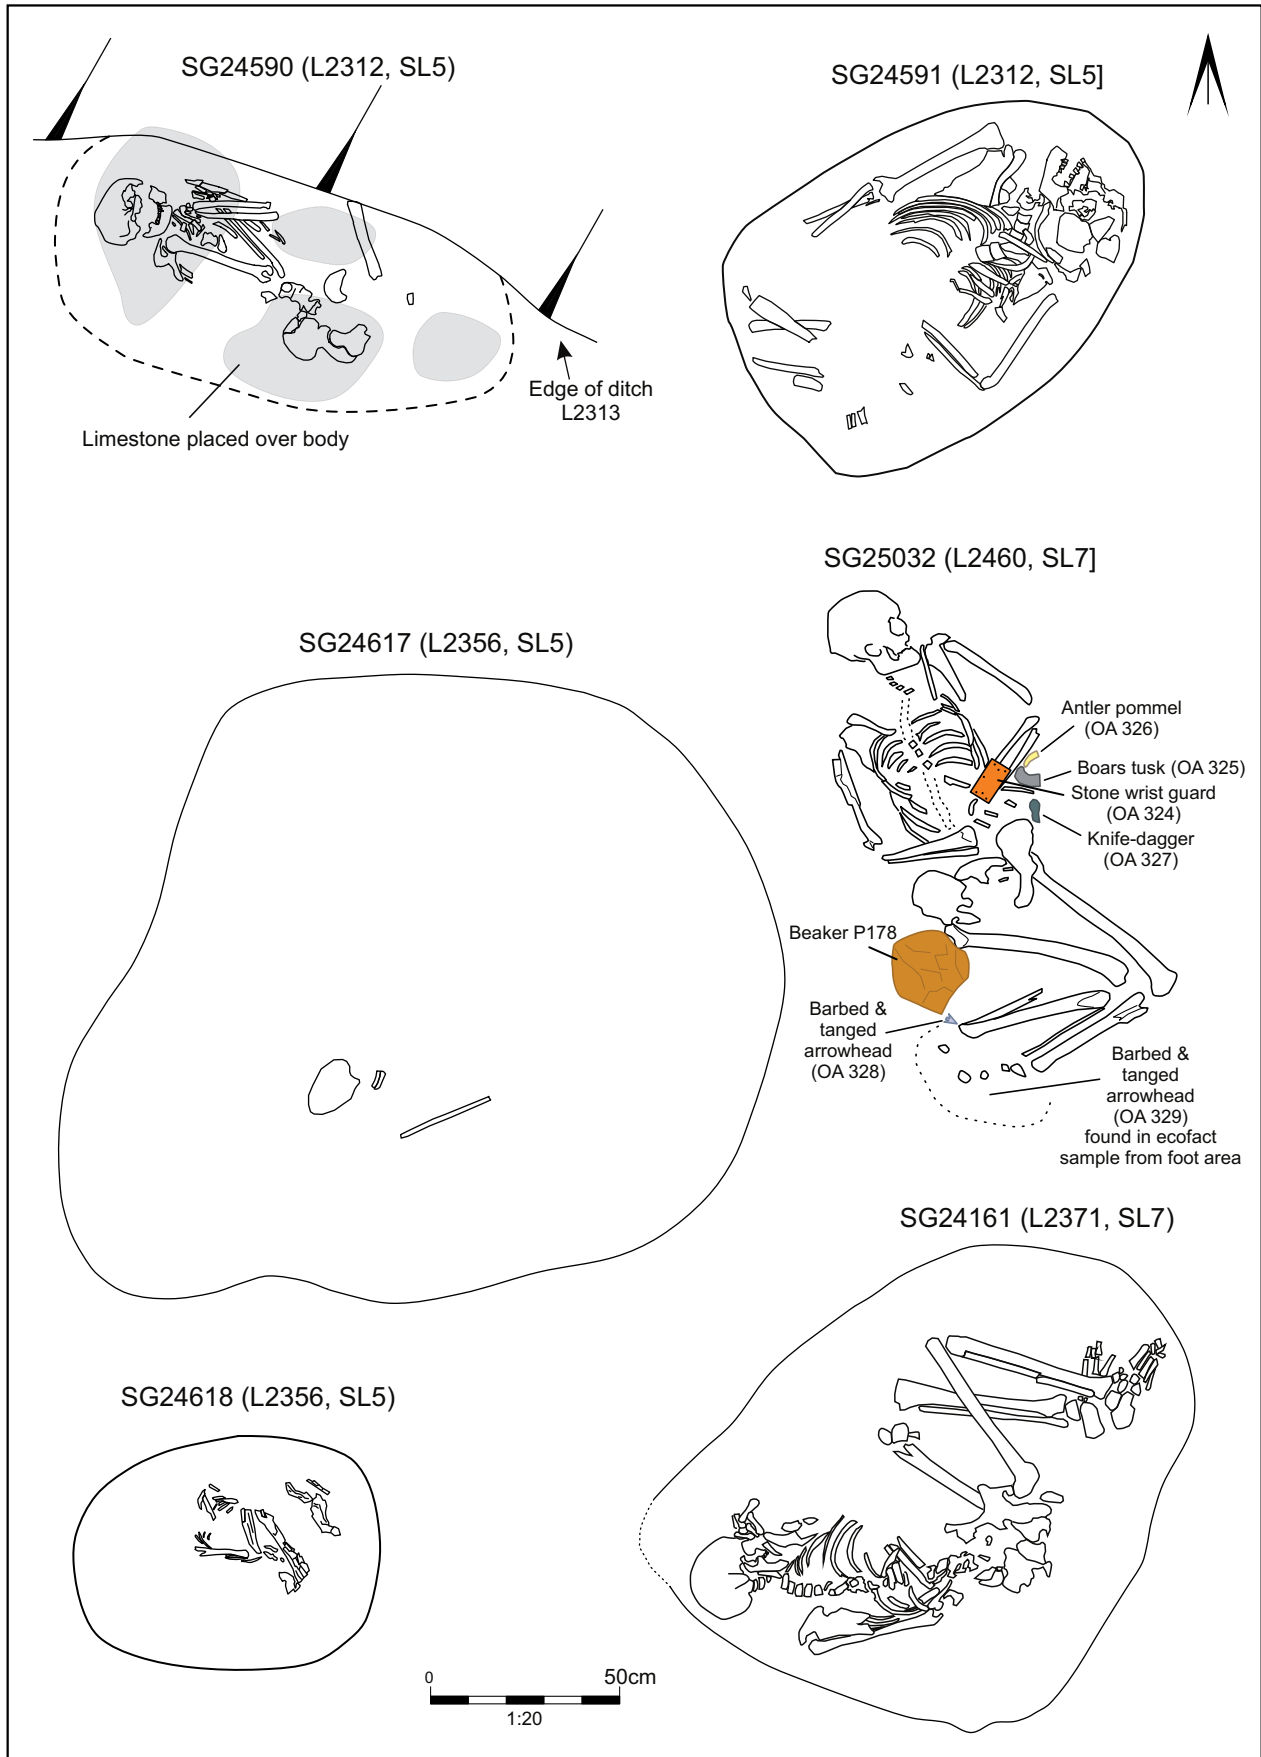 SG24590 (L2312, SL5)
SG24591 (L2312, SL5]
Edge of ditch
L2313
Limestone placed over body
SG25032 (L2460, SL7]
SG24617 (L2356, SL5)
Antler pommel
(OA 326)
Boars tusk (OA 325)
Stone wrist guard
(OA 324)
Knife-dagger
(OA 327)
Beaker P178
Barbed &
tanged
arrowhead
(OA 328)
Barbed &
tanged
arrowhead
(OA 329)
found in ecofact
sample from foot area
SG24161 (L2371, SL7)
SG24618 (L2356, SL5)
0 50cm
1:20